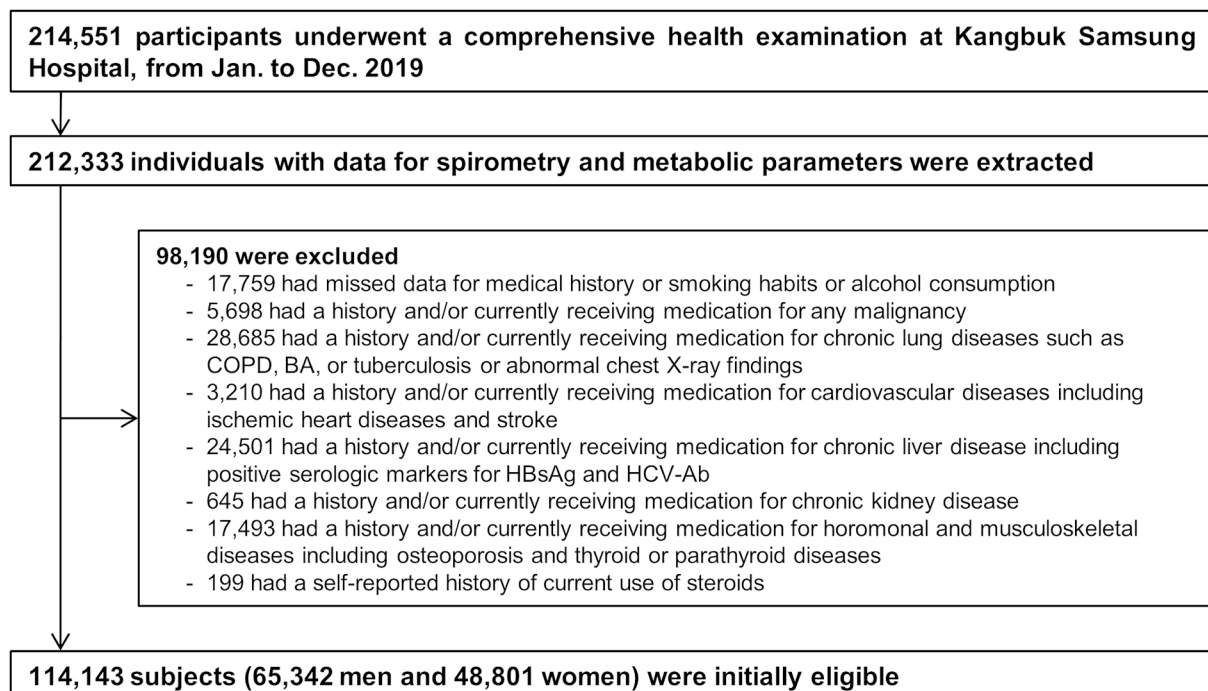 214,551 participants underwent a comprehensive health examination at Kangbuk Samsung
Hospital, from Jan. to Dec. 2019
212,333 individuals with data for spirometry and metabolic parameters were extracted
98,190 were excluded
- 17,759 had missed data for medical history or smoking habits or alcohol consumption
- 5,698 had a history and/or currently receiving medication for any malignancy
- 28,685 had a history and/or currently receiving medication for chronic lung diseases such as
COPD, BA, or tuberculosis or abnormal chest X-ray findings
- 3,210 had a history and/or currently receiving medication for cardiovascular diseases including
ischemic heart diseases and stroke
- 24,501 had a history and/or currently receiving medication for chronic liver disease including
positive serologic markers for HBsAg and HCV-Ab
- 645 had a history and/or currently receiving medication for chronic kidney disease
- 17,493 had a history and/or currently receiving medication for horomonal and musculoskeletal
diseases including osteoporosis and thyroid or parathyroid diseases
- 199 had a self-reported history of current use of steroids
114,143 subjects (65,342 men and 48,801 women) were initially eligible